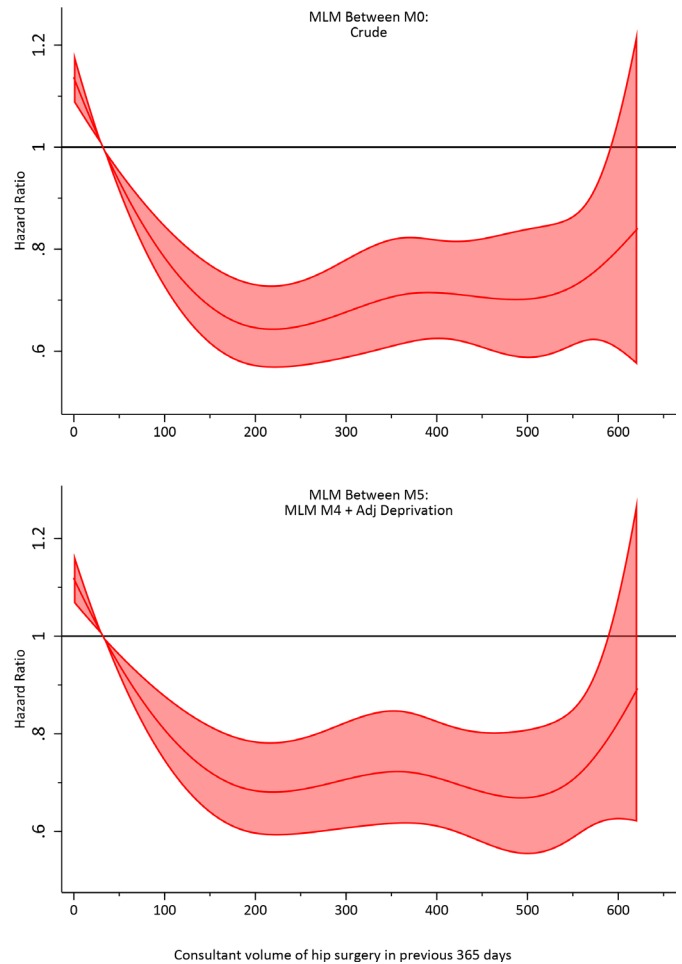 MLM Between M0:
Crude
1.2
1
.8
.6
Hazard Ratio
0 100 200 300 400 500 600
MLM Between M5:
MLM M4 + Adj Deprivation
1.2
1
.8
.6
Hazard Ratio
0 100 200 300 400 500 600
Consultant volume of hip surgery in previous 365 days